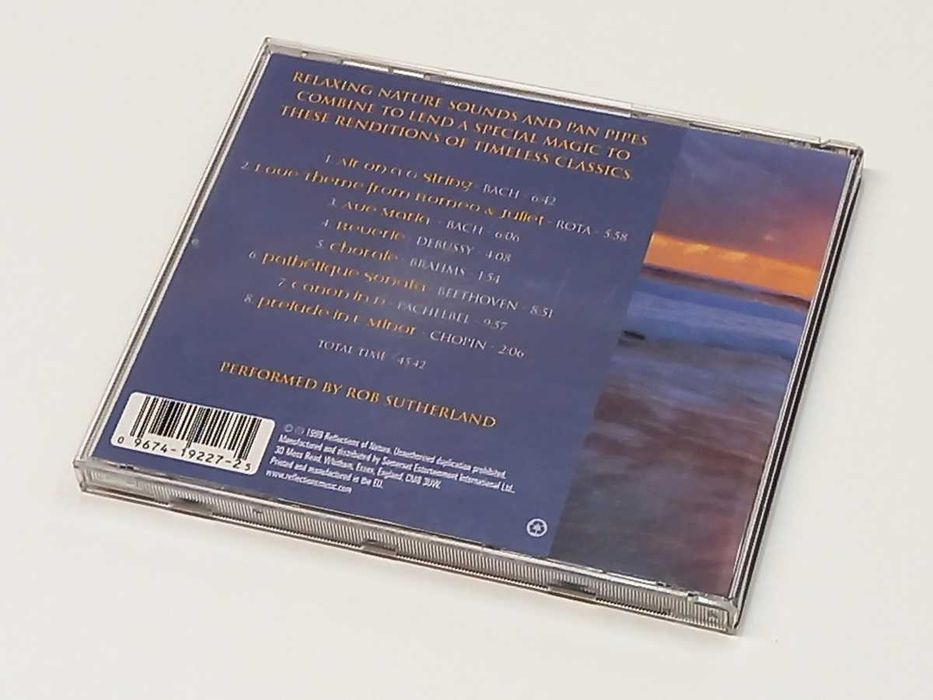 RELAXING NATURE SOUNDS AND PAN PIPES
COMBINE TO LEND A SPECIAL MAGIC TO
THESE RENDITIONS OF TIMELESS CLASSICS.
1. Air on a G String - BACH - 6:42
2. Love Theme from Romeo & Juliet - ROTA - 5:58
3. Ave Maria - BACH - 6:06
4. Reverie - DEBUSSY - 4:08
5. Chorale - BRAHMS - 1:54
6. Pathétique Sonata - BEETHOVEN - 8:51
7. Canon in D - PACHELBEL - 9:57
8. Prelude in E Minor - CHOPIN - 2:06
TOTAL TIME - 45:42
PERFORMED BY ROB SUTHERLAND
0 9674-19227-2 5
© ℗ 1999 Reflections of Nature. Unauthorized duplication prohibited.
Manufactured and distributed by Somerset Entertainment International Ltd.,
30 Moss Road, Whitham, Essex, England, CM8 3UW.
Printed and manufactured in the EU.
www.reflectionsmusic.com